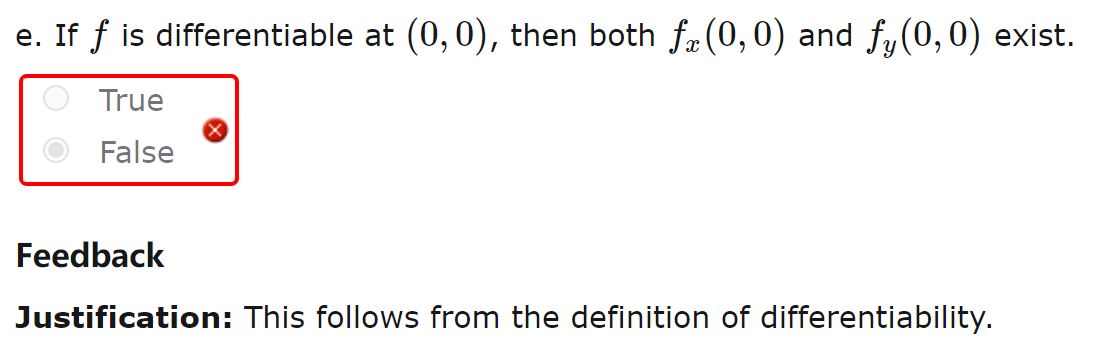 e. If f is differentiable at (0, 0), then both fₓ(0, 0) and f_y(0, 0) exist.
True
False
Feedback
Justification: This follows from the definition of differentiability.